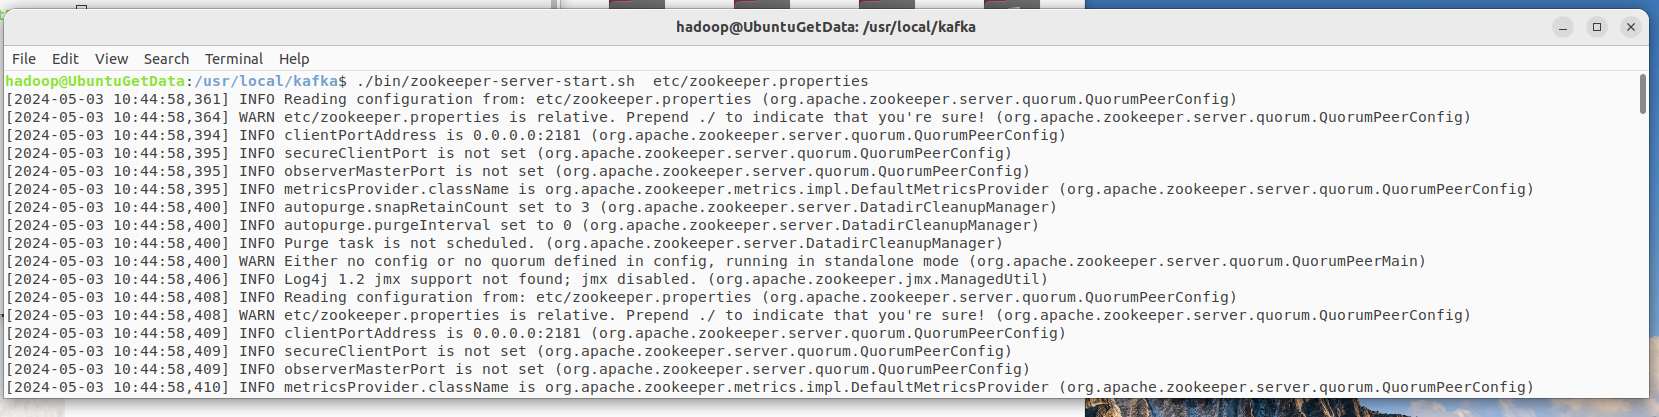 hadoop@UbuntuGetData: /usr/local/kafka
File Edit View Search Terminal Help
hadoop@UbuntuGetData:/usr/local/kafka$ ./bin/zookeeper-server-start.sh  etc/zookeeper.properties
[2024-05-03 10:44:58,361] INFO Reading configuration from: etc/zookeeper.properties (org.apache.zookeeper.server.quorum.QuorumPeerConfig)
[2024-05-03 10:44:58,364] WARN etc/zookeeper.properties is relative. Prepend ./ to indicate that you're sure! (org.apache.zookeeper.server.quorum.QuorumPeerConfig)
[2024-05-03 10:44:58,394] INFO clientPortAddress is 0.0.0.0:2181 (org.apache.zookeeper.server.quorum.QuorumPeerConfig)
[2024-05-03 10:44:58,395] INFO secureClientPort is not set (org.apache.zookeeper.server.quorum.QuorumPeerConfig)
[2024-05-03 10:44:58,395] INFO observerMasterPort is not set (org.apache.zookeeper.server.quorum.QuorumPeerConfig)
[2024-05-03 10:44:58,395] INFO metricsProvider.className is org.apache.zookeeper.metrics.impl.DefaultMetricsProvider (org.apache.zookeeper.server.quorum.QuorumPeerConfig)
[2024-05-03 10:44:58,400] INFO autopurge.snapRetainCount set to 3 (org.apache.zookeeper.server.DatadirCleanupManager)
[2024-05-03 10:44:58,400] INFO autopurge.purgeInterval set to 0 (org.apache.zookeeper.server.DatadirCleanupManager)
[2024-05-03 10:44:58,400] INFO Purge task is not scheduled. (org.apache.zookeeper.server.DatadirCleanupManager)
[2024-05-03 10:44:58,400] WARN Either no config or no quorum defined in config, running in standalone mode (org.apache.zookeeper.server.quorum.QuorumPeerMain)
[2024-05-03 10:44:58,406] INFO Log4j 1.2 jmx support not found; jmx disabled. (org.apache.zookeeper.jmx.ManagedUtil)
[2024-05-03 10:44:58,408] INFO Reading configuration from: etc/zookeeper.properties (org.apache.zookeeper.server.quorum.QuorumPeerConfig)
[2024-05-03 10:44:58,408] WARN etc/zookeeper.properties is relative. Prepend ./ to indicate that you're sure! (org.apache.zookeeper.server.quorum.QuorumPeerConfig)
[2024-05-03 10:44:58,409] INFO clientPortAddress is 0.0.0.0:2181 (org.apache.zookeeper.server.quorum.QuorumPeerConfig)
[2024-05-03 10:44:58,409] INFO secureClientPort is not set (org.apache.zookeeper.server.quorum.QuorumPeerConfig)
[2024-05-03 10:44:58,409] INFO observerMasterPort is not set (org.apache.zookeeper.server.quorum.QuorumPeerConfig)
[2024-05-03 10:44:58,410] INFO metricsProvider.className is org.apache.zookeeper.metrics.impl.DefaultMetricsProvider (org.apache.zookeeper.server.quorum.QuorumPeerConfig)